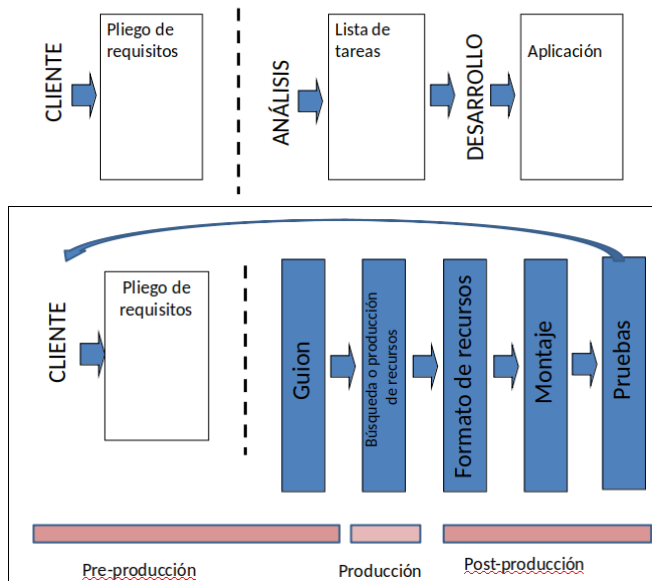 CLIENTE
Pliego de
requisitos
ANÁLISIS
Lista de
tareas
DESARROLLO
Aplicación
CLIENTE
Pliego de
requisitos
Guion
Búsqueda o producción
de recursos
Formato de recursos
Montaje
Pruebas
Pre-producción
Producción
Post-producción